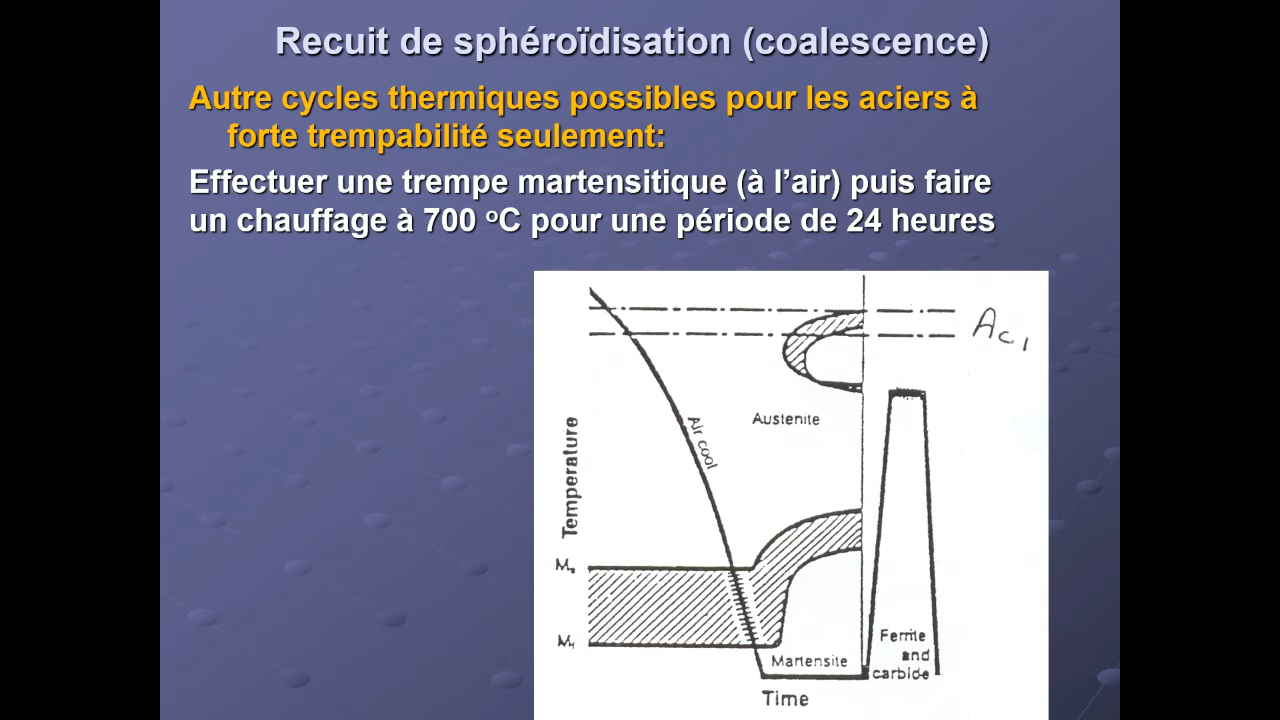 Recuit de sphéroïdisation (coalescence)
Autre cycles thermiques possibles pour les aciers à
forte trempabilité seulement:
Effectuer une trempe martensitique (à l’air) puis faire
un chauffage à 700 ºC pour une période de 24 heures
Ac1
Austenite
Air cool
Temperature
Ms
Mf
Martensite
Ferrite
and
carbide
Time